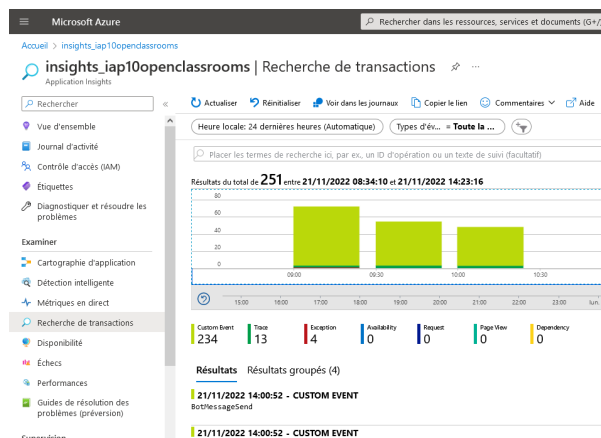 Microsoft Azure
Rechercher dans les ressources, services et documents (G+/)
Accueil > insights_iap10openclassrooms
insights_iap10openclassrooms | Recherche de transactions
Application Insights
Rechercher
Actualiser Réinitialiser Voir dans les journaux Copier le lien Commentaires Aide
Vue d'ensemble
Heure locale: 24 dernières heures (Automatique) Types d'év... = Toute la ...
Journal d'activité
Placer les termes de recherche ici, par ex., un ID d'opération ou un texte de suivi (facultatif)
Contrôle d'accès (IAM)
Étiquettes
Résultats du total de 251 entre 21/11/2022 08:34:10 et 21/11/2022 14:23:16
Diagnostiquer et résoudre les
problèmes
80
60
40
20
0
09:00 09:30 10:00 10:30
15:00 16:00 17:00 18:00 19:00 20:00 21:00 22:00 23:00 lun.
Examiner
Cartographie d'application
Détection intelligente
Métriques en direct
Recherche de transactions
Disponibilité
Échecs
Performances
Guides de résolution des
problèmes (préversion)
Supervision
Custom Event Trace Exception Availability Request Page View Dependency
234 13 4 0 0 0 0
Résultats Résultats groupés (4)
21/11/2022 14:00:52 - CUSTOM EVENT
BotMessageSend
21/11/2022 14:00:52 - CUSTOM EVENT